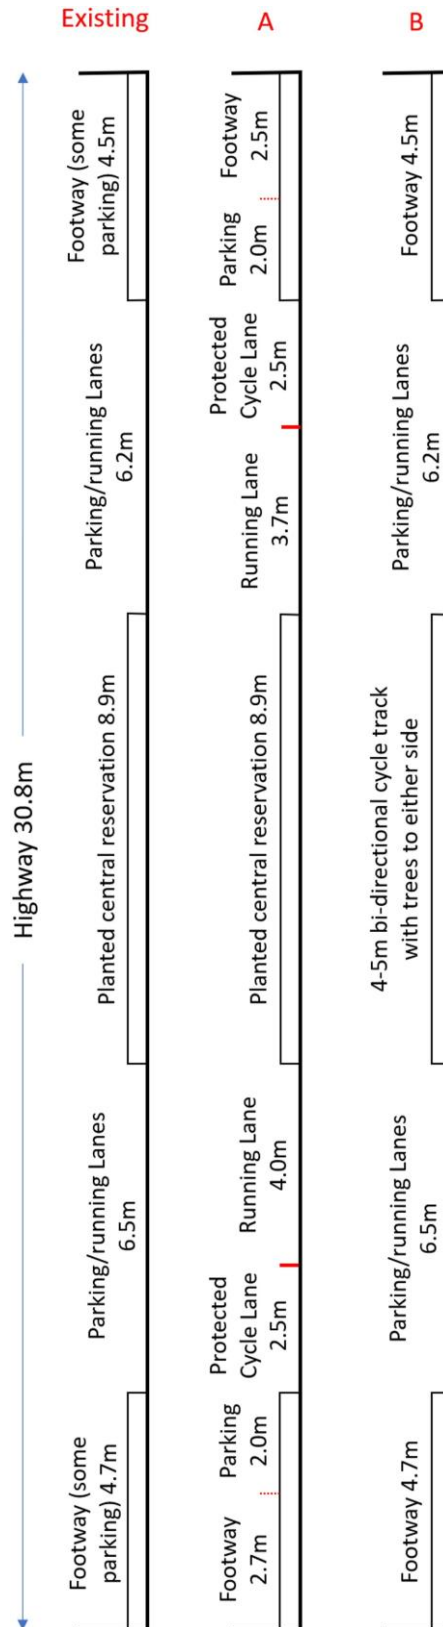 Existing
A
B
Highway 30.8m
Footway (some
parking) 4.7m
Parking/running Lanes
6.5m
Planted central reservation 8.9m
Parking/running Lanes
6.2m
Footway (some
parking) 4.5m
Footway
2.7m
Parking
2.0m
Protected
Cycle Lane
2.5m
Running Lane
4.0m
Planted central reservation 8.9m
Running Lane
3.7m
Protected
Cycle Lane
2.5m
Parking
2.0m
Footway
2.5m
Footway 4.7m
Parking/running Lanes
6.5m
4-5m bi-directional cycle track
with trees to either side
Parking/running Lanes
6.2m
Footway 4.5m